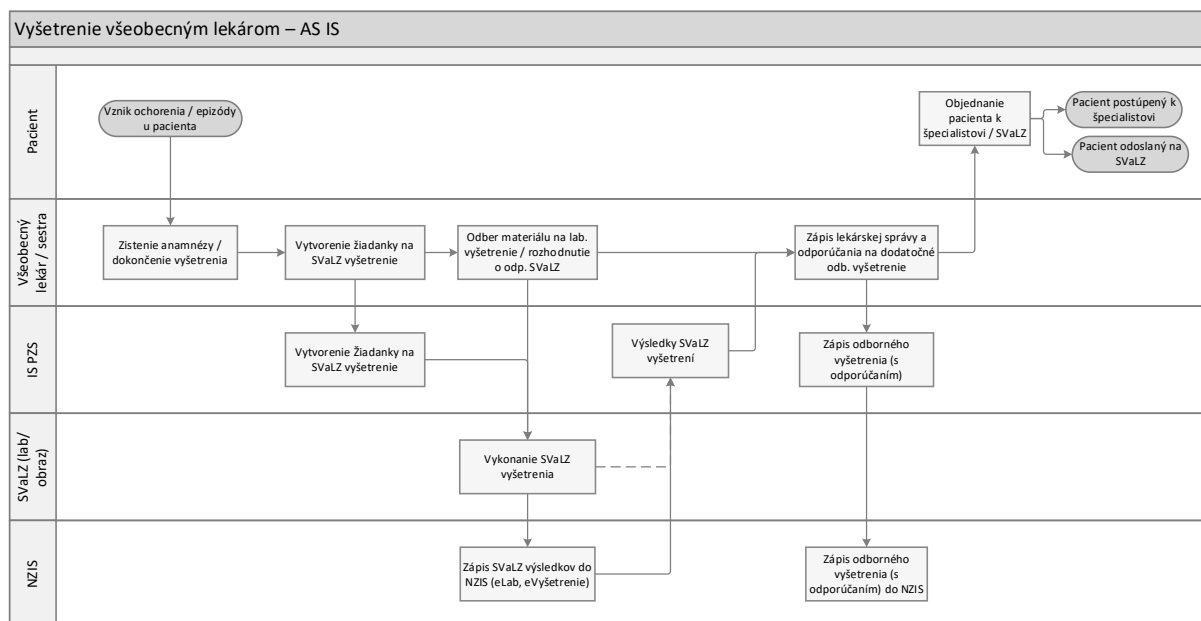 Vyšetrenie všeobecným lekárom – AS IS
Pacient
Vznik ochorenia / epizódy
u pacienta
Objednanie
pacienta k
špecialistovi / SVaLZ
Pacient postúpený k
špecialistovi
Pacient odoslaný na
SVaLZ
Všeobecný
lekár / sestra
Zistenie anamnézy /
dokončenie vyšetrenia
Vytvorenie žiadanky na
SVaLZ vyšetrenie
Odber materiálu na lab.
vyšetrenie / rozhodnutie
o odp. SVaLZ
Zápis lekárskej správy a
odporúčania na dodatočné
odb. vyšetrenie
IS PZS
Vytvorenie Žiadanky na
SVaLZ vyšetrenie
Výsledky SVaLZ
vyšetrení
Zápis odborného
vyšetrenia (s
odporúčaním)
SVaLZ (lab/
obraz)
Vykonanie SVaLZ
vyšetrenia
NZIS
Zápis SVaLZ výsledkov do
NZIS (eLab, eVyšetrenie)
Zápis odborného
vyšetrenia (s
odporúčaním) do NZIS